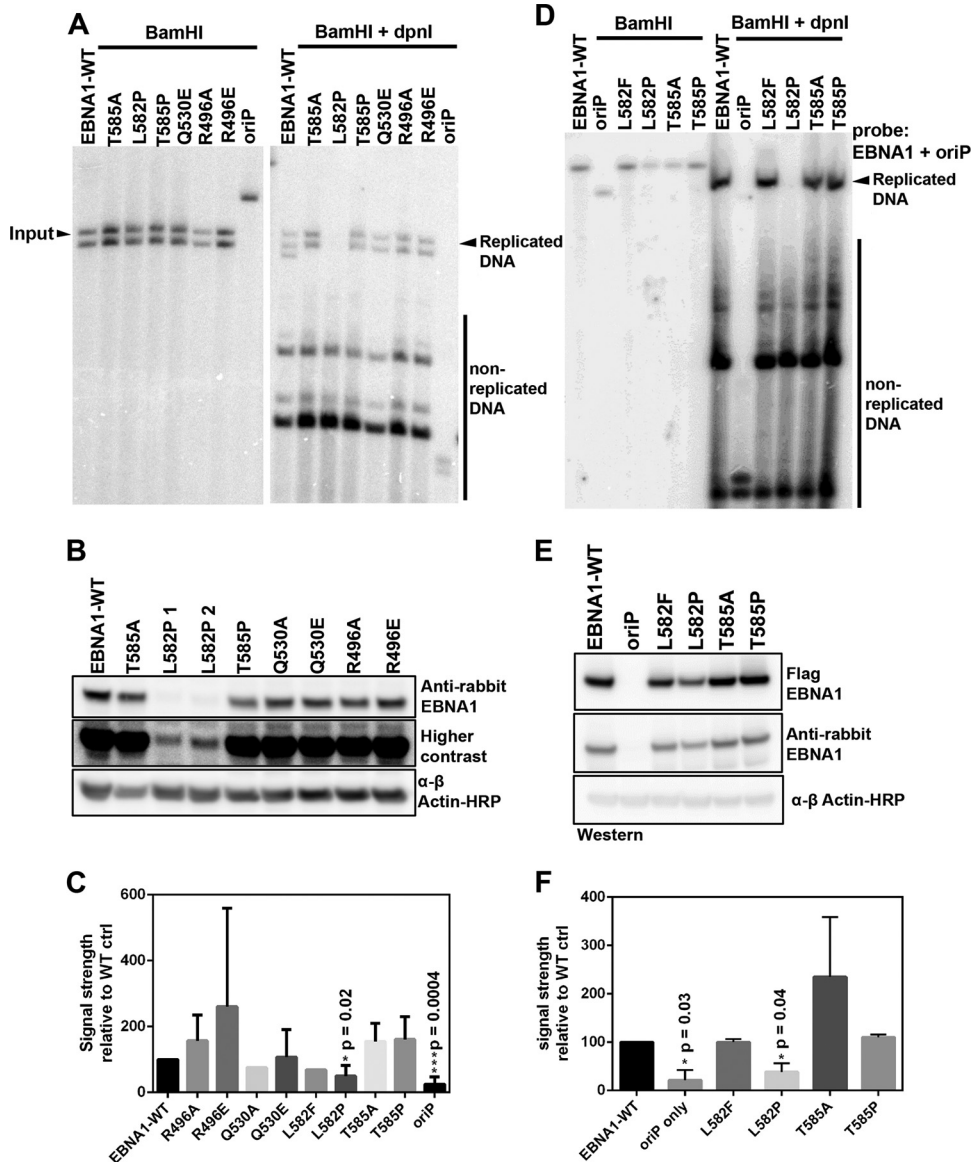 A
BamHI
BamHI + dpnI
EBNA1-WT
T585A
L582P
T585P
Q530E
R496A
R496E
oriP
EBNA1-WT
T585A
L582P
T585P
Q530E
R496A
R496E
oriP
Input
Replicated
DNA
non-
replicated
DNA
B
EBNA1-WT
T585A
L582P 1
L582P 2
T585P
Q530A
Q530E
R496A
R496E
Anti-rabbit
EBNA1
Higher
contrast
α-β
Actin-HRP
C
Signal strength
relative to WT ctrl
600
400
200
0
* p = 0.02
*** p = 0.0004
EBNA1-WT
R496A
R496E
Q530A
Q530E
L582F
L582P
T585A
T585P
oriP
D
BamHI
BamHI + dpnI
EBNA1-WT
oriP
L582F
L582P
T585A
T585P
EBNA1-WT
oriP
L582F
L582P
T585A
T585P
probe:
EBNA1 + oriP
Replicated
DNA
non-
replicated
DNA
E
EBNA1-WT
oriP
L582F
L582P
T585A
T585P
Flag
EBNA1
Anti-rabbit
EBNA1
α-β Actin-HRP
Western
F
signal strength
relative to WT ctrl
400
300
200
100
0
* p = 0.03
* p = 0.04
EBNA1-WT
oriP only
L582F
L582P
T585A
T585P